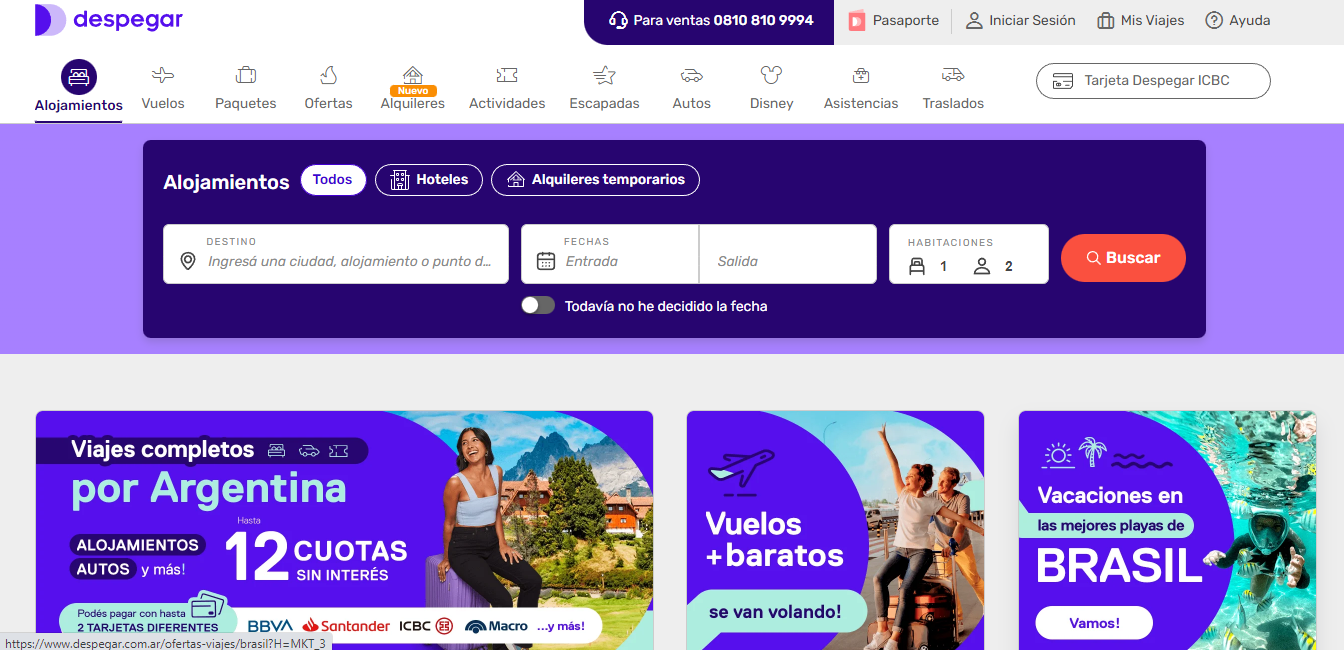 despegar
Para ventas 0810 810 9994
Pasaporte
Iniciar Sesión
Mis Viajes
Ayuda
Alojamientos
Vuelos
Paquetes
Ofertas
Nuevo
Alquileres
Actividades
Escapadas
Autos
Disney
Asistencias
Traslados
Tarjeta Despegar ICBC
Alojamientos
Todos
Hoteles
Alquileres temporarios
DESTINO
Ingresá una ciudad, alojamiento o punto d...
FECHAS
Entrada
Salida
HABITACIONES
1
2
Buscar
Todavía no he decidido la fecha
Viajes completos
por Argentina
ALOJAMIENTOS
AUTOS y más!
Hasta
12 CUOTAS
SIN INTERÉS
Podés pagar con hasta
2 TARJETAS DIFERENTES
BBVA Santander ICBC Macro ...y más!
Vuelos
+baratos
se van volando!
Vacaciones en
las mejores playas de
BRASIL
Vamos!
https://www.despegar.com.ar/ofertas-viajes/brasil?H=MKT_3